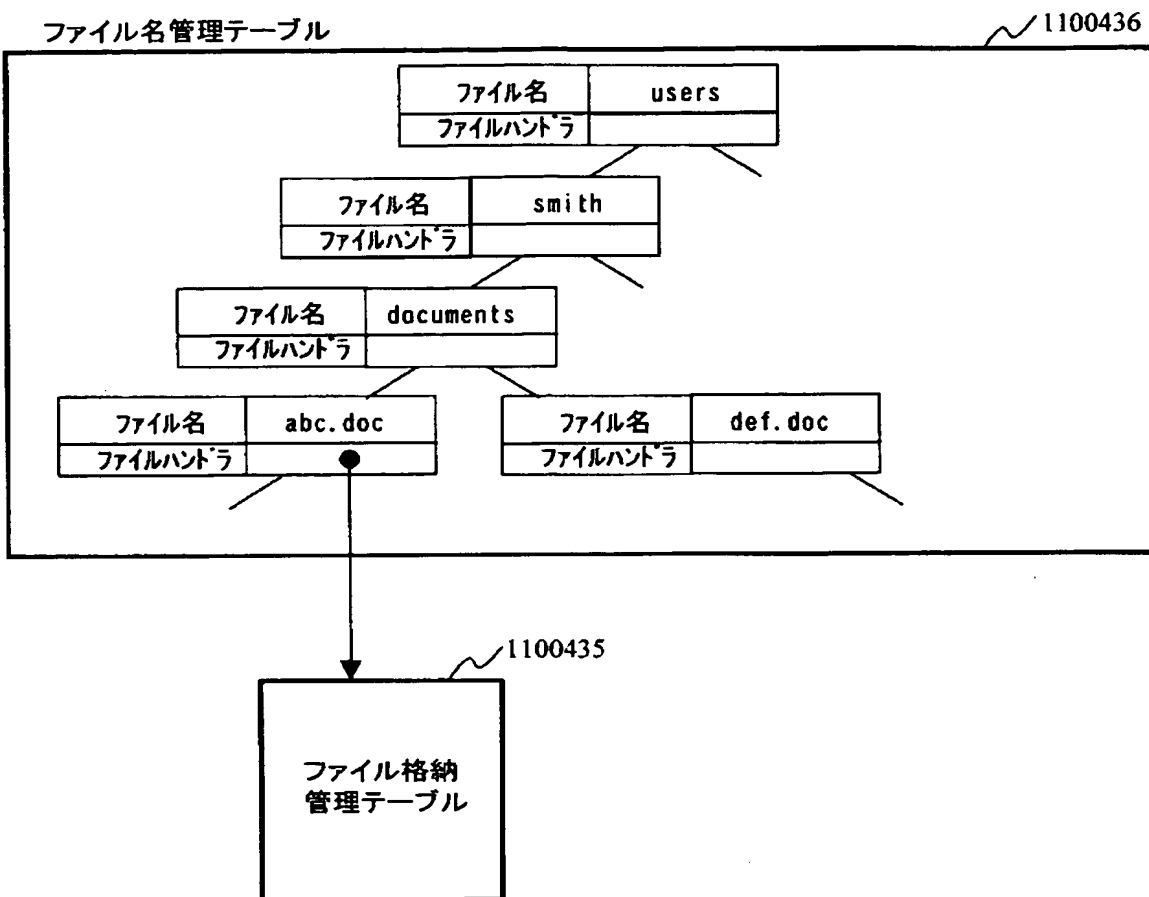 ファイル名管理テーブル
1100436
ファイル名 users
ファイルハンドラ
ファイル名 smith
ファイルハンドラ
ファイル名 documents
ファイルハンドラ
ファイル名 abc.doc
ファイルハンドラ
ファイル名 def.doc
ファイルハンドラ
1100435
ファイル格納
管理テーブル